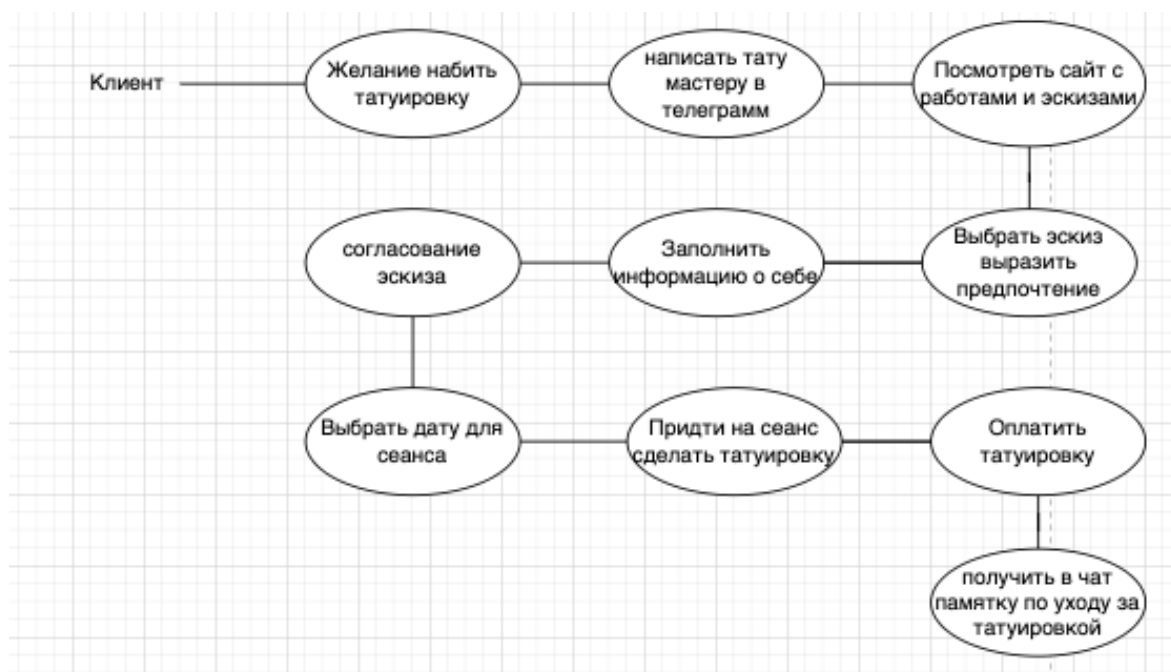 Клиент
Желание набить
татуировку
написать тату
мастеру в
телеграмм
Посмотреть сайт с
работами и эскизами
согласование
эскиза
Заполнить
информацию о себе
Выбрать эскиз
выразить
предпочтение
Выбрать дату для
сеанса
Придти на сеанс
сделать татуировку
Оплатить
татуировку
получить в чат
памятку по уходу за
татуировкой